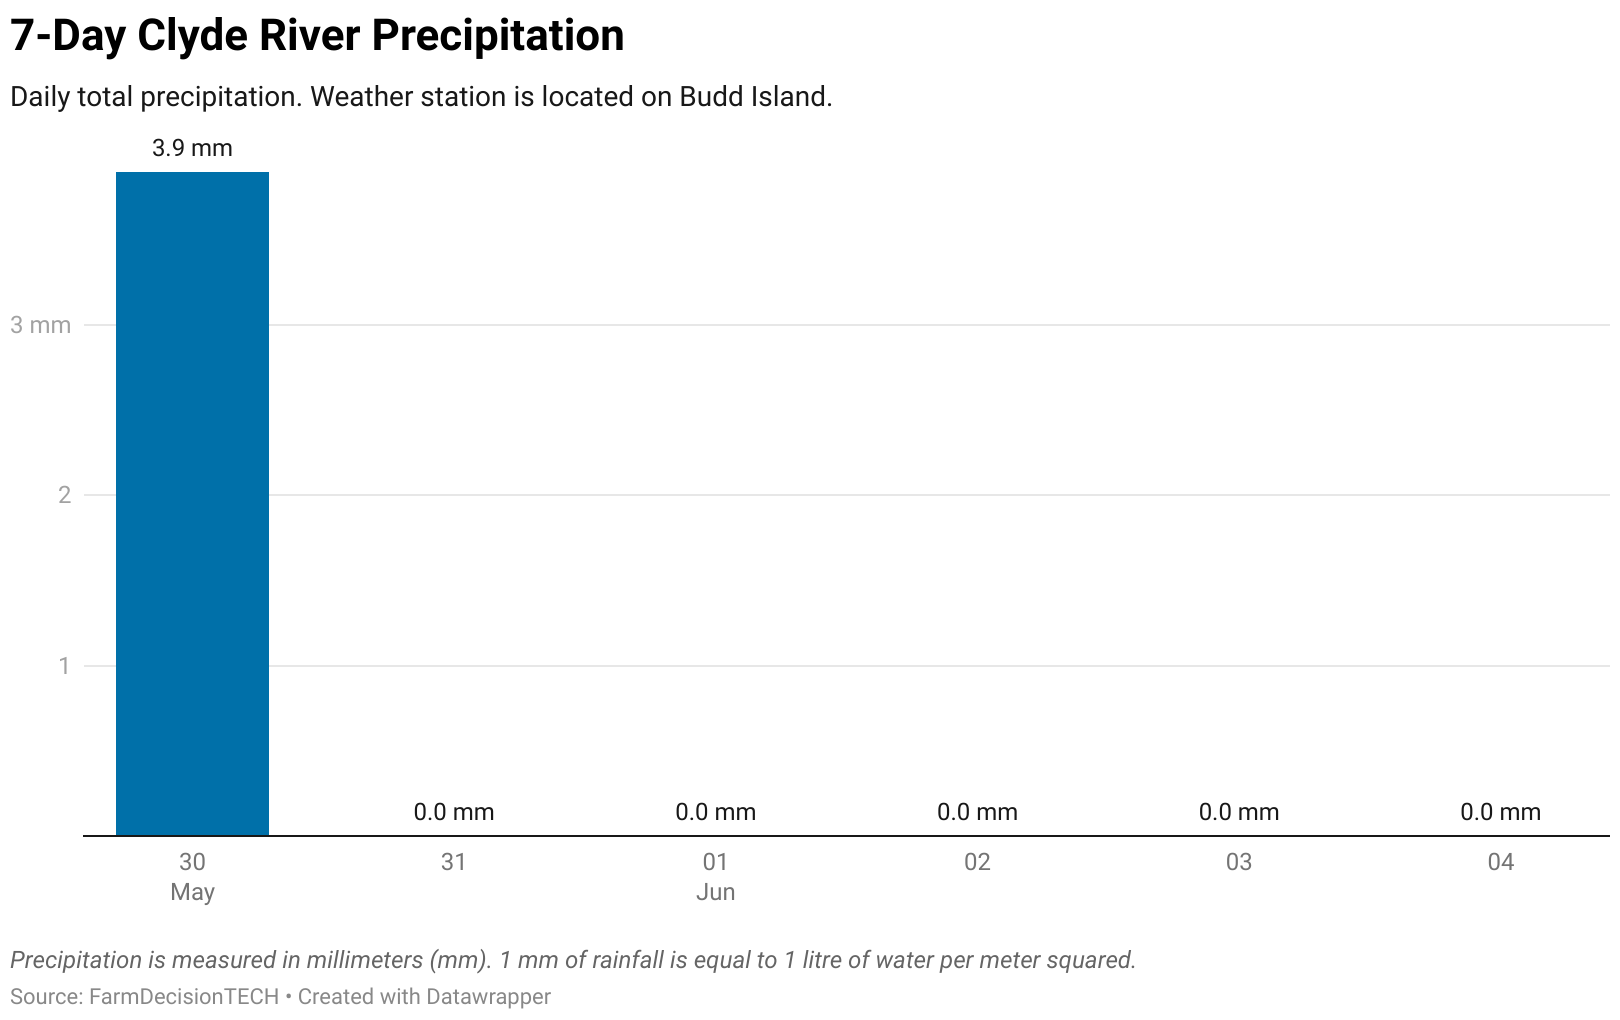 7-Day Clyde River Precipitation
Daily total precipitation. Weather station is located on Budd Island.
3.9 mm
3 mm
2
1
0.0 mm 0.0 mm 0.0 mm 0.0 mm 0.0 mm
30 31 01 02 03 04
May Jun
Precipitation is measured in millimeters (mm). 1 mm of rainfall is equal to 1 litre of water per meter squared.
Source: FarmDecisionTECH • Created with Datawrapper